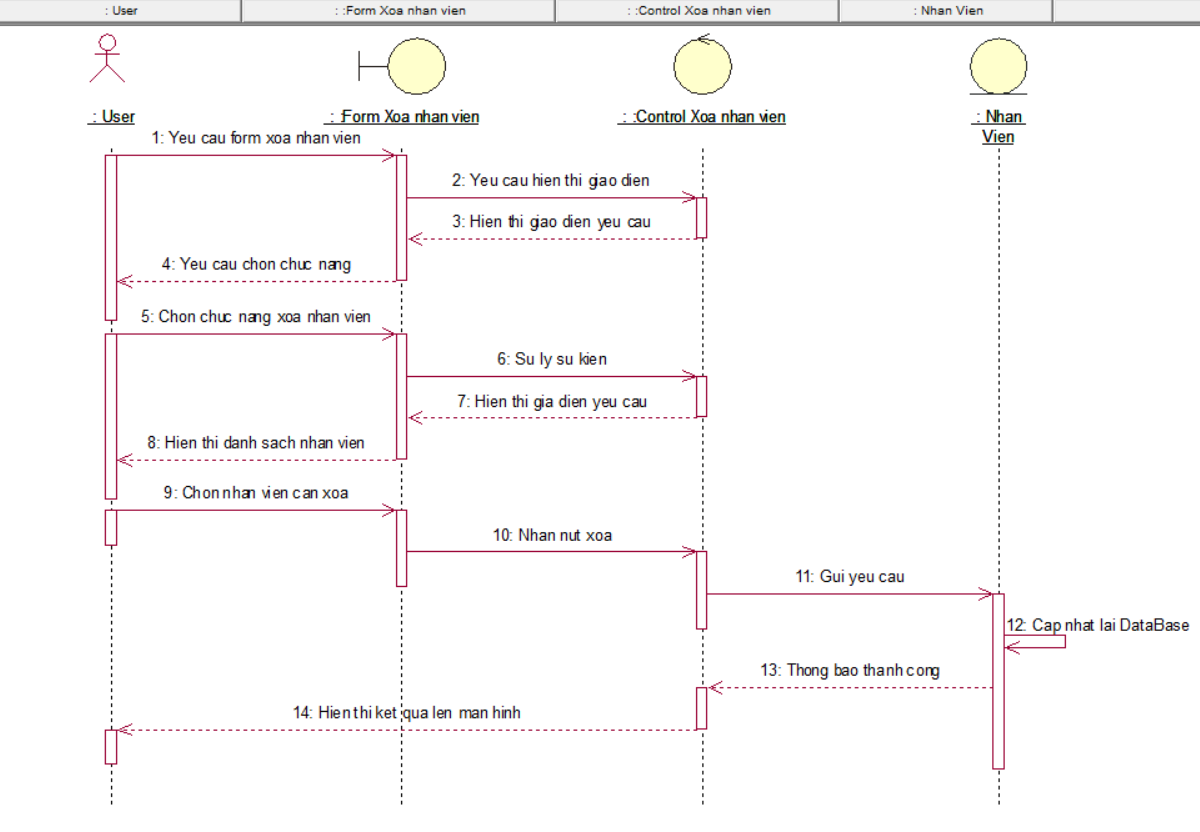 : User
: :Form Xoa nhan vien
: :Control Xoa nhan vien
: Nhan Vien
: User
: :Form Xoa nhan vien
: :Control Xoa nhan vien
: Nhan
Vien
1: Yeu cau form xoa nhan vien
2: Yeu cau hien thi giao dien
3: Hien thi giao dien yeu cau
4: Yeu cau chon chuc nang
5: Chon chuc nang xoa nhan vien
6: Su ly su kien
7: Hien thi gia dien yeu cau
8: Hien thi danh sach nhan vien
9: Chon nhan vien can xoa
10: Nhan nut xoa
11: Gui yeu cau
12: Cap nhat lai DataBase
13: Thong bao thanh cong
14: Hien thi ket qua len man hinh